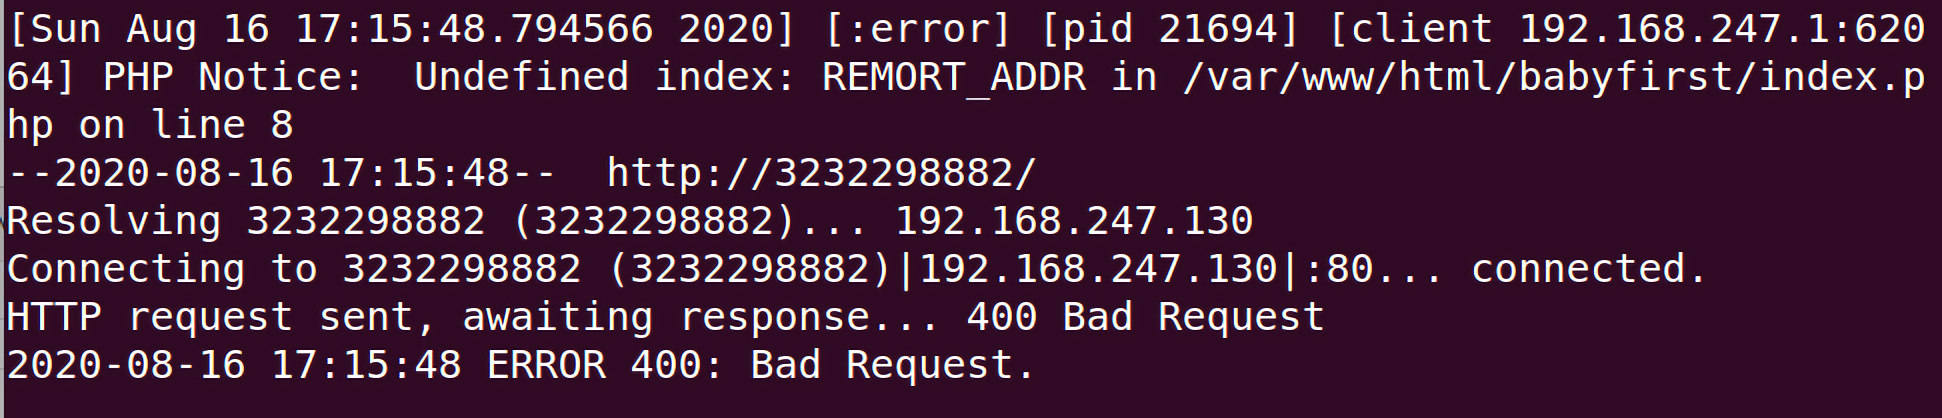 [Sun Aug 16 17:15:48.794566 2020] [:error] [pid 21694] [client 192.168.247.1:620
64] PHP Notice:  Undefined index: REMORT_ADDR in /var/www/html/babyfirst/index.p
hp on line 8
--2020-08-16 17:15:48--  http://3232298882/
Resolving 3232298882 (3232298882)... 192.168.247.130
Connecting to 3232298882 (3232298882)|192.168.247.130|:80... connected.
HTTP request sent, awaiting response... 400 Bad Request
2020-08-16 17:15:48 ERROR 400: Bad Request.